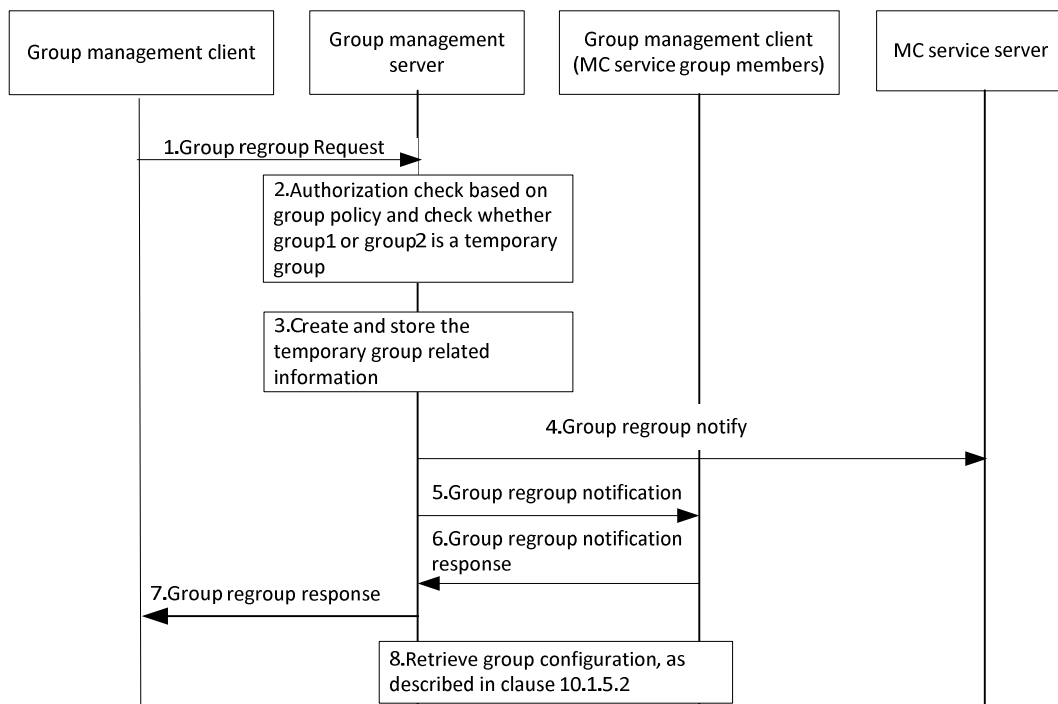 Group management client
Group management
server
Group management client
(MC service group members)
MC service server
1.Group regroup Request
2.Authorization check based on
group policy and check whether
group1 or group2 is a temporary
group
3.Create and store the
temporary group related
information
4.Group regroup notify
5.Group regroup notification
6.Group regroup notification
response
7.Group regroup response
8.Retrieve group configuration, as
described in clause 10.1.5.2